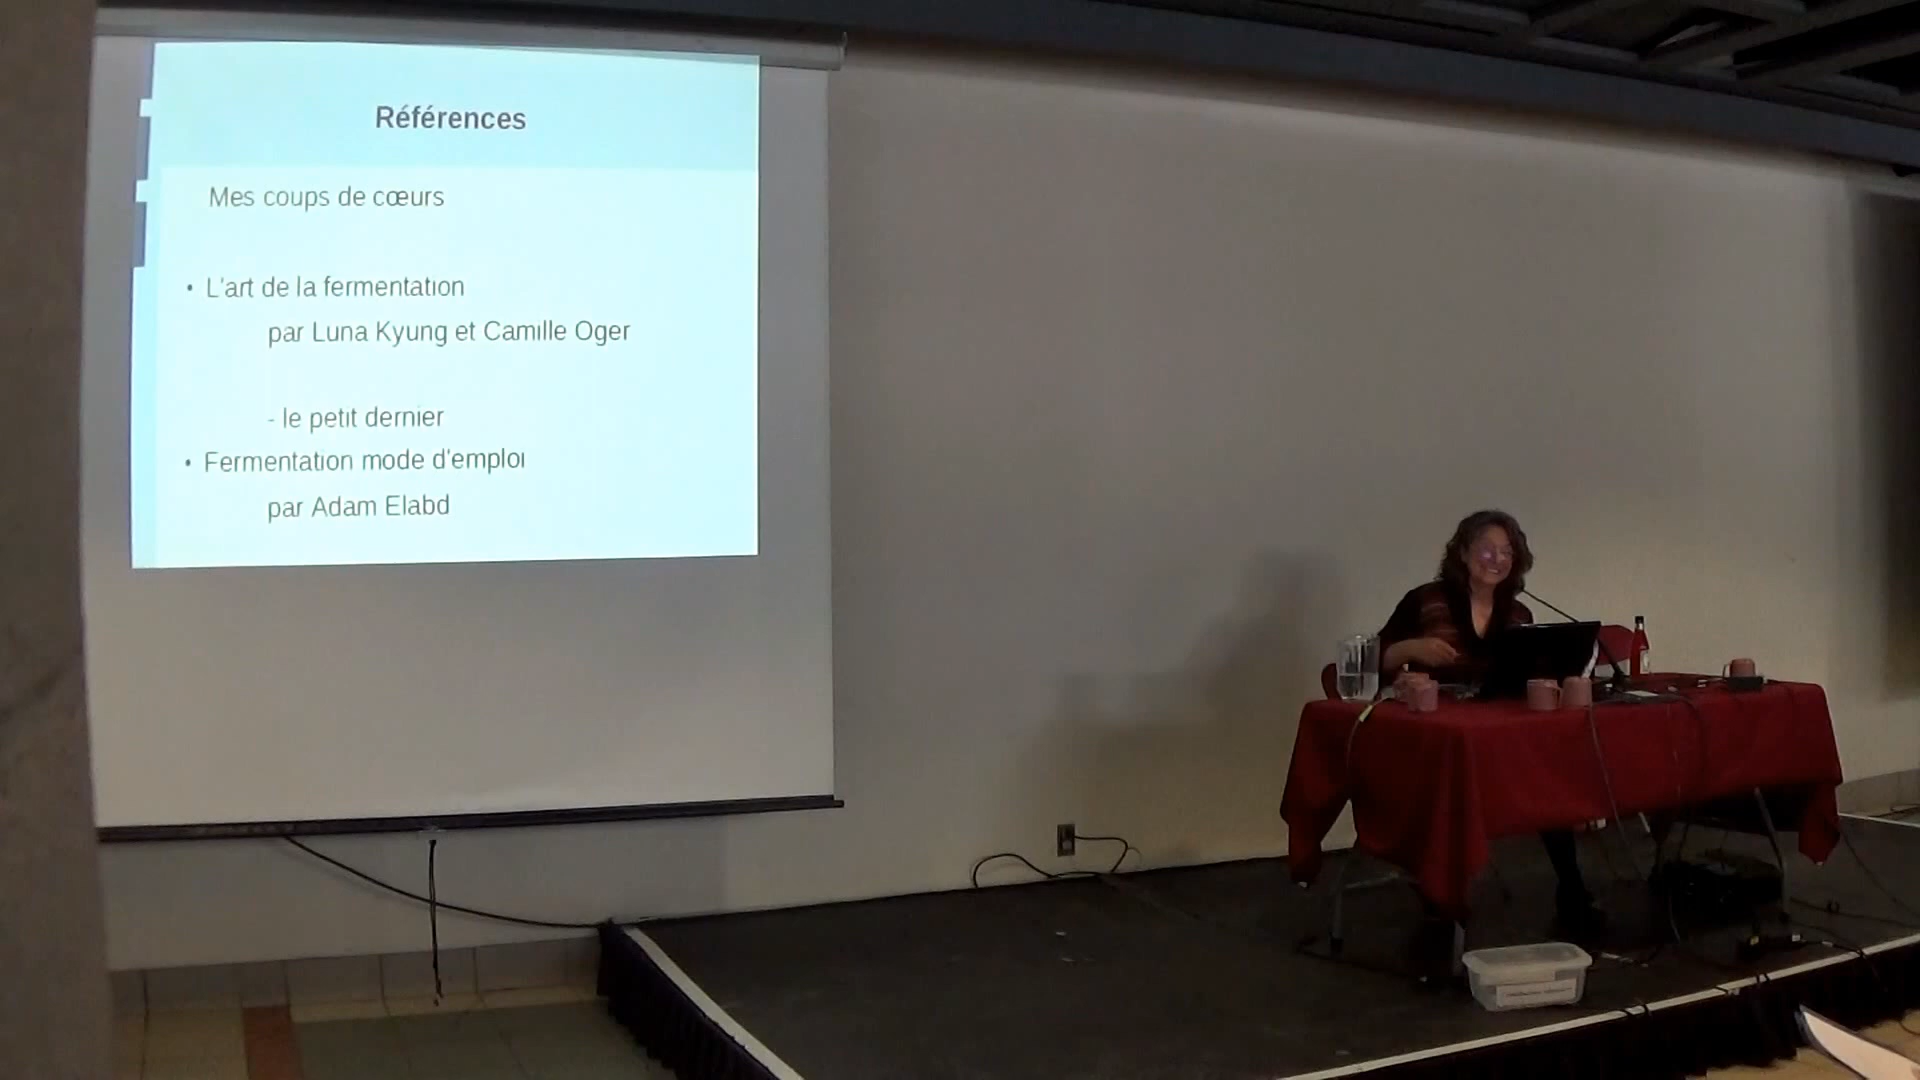 Références
Mes coups de cœurs
• L'art de la fermentation
par Luna Kyung et Camille Oger
- le petit dernier
• Fermentation mode d'emploi
par Adam Elabd